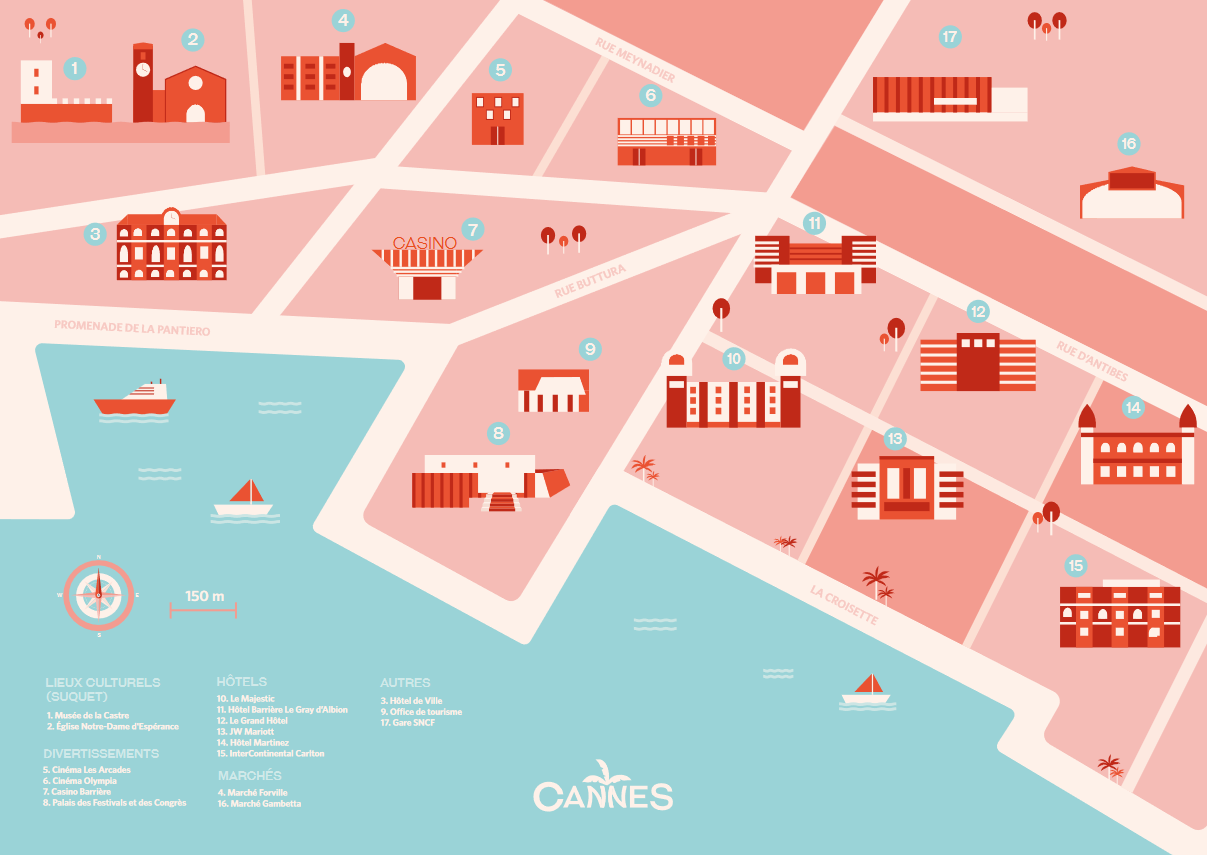 1
2
4
5
RUE MEYNADIER
6
17
16
3
CASINO
7
RUE BUTTURA
11
12
RUE D'ANTIBES
PROMENADE DE LA PANTIERO
9
10
14
8
13
15
LA CROISETTE
N
W
E
S
150 m
LIEUX CULTURELS
(SUQUET)
1. Musée de la Castre
2. Église Notre-Dame d'Espérance
DIVERTISSEMENTS
5. Cinéma Les Arcades
6. Cinéma Olympia
7. Casino Barrière
8. Palais des Festivals et des Congrès
HÔTELS
10. Le Majestic
11. Hôtel Barrière Le Gray d'Albion
12. Le Grand Hôtel
13. JW Mariott
14. Hôtel Martinez
15. InterContinental Carlton
MARCHÉS
4. Marché Forville
16. Marché Gambetta
AUTRES
3. Hôtel de Ville
9. Office de tourisme
17. Gare SNCF
CANNES